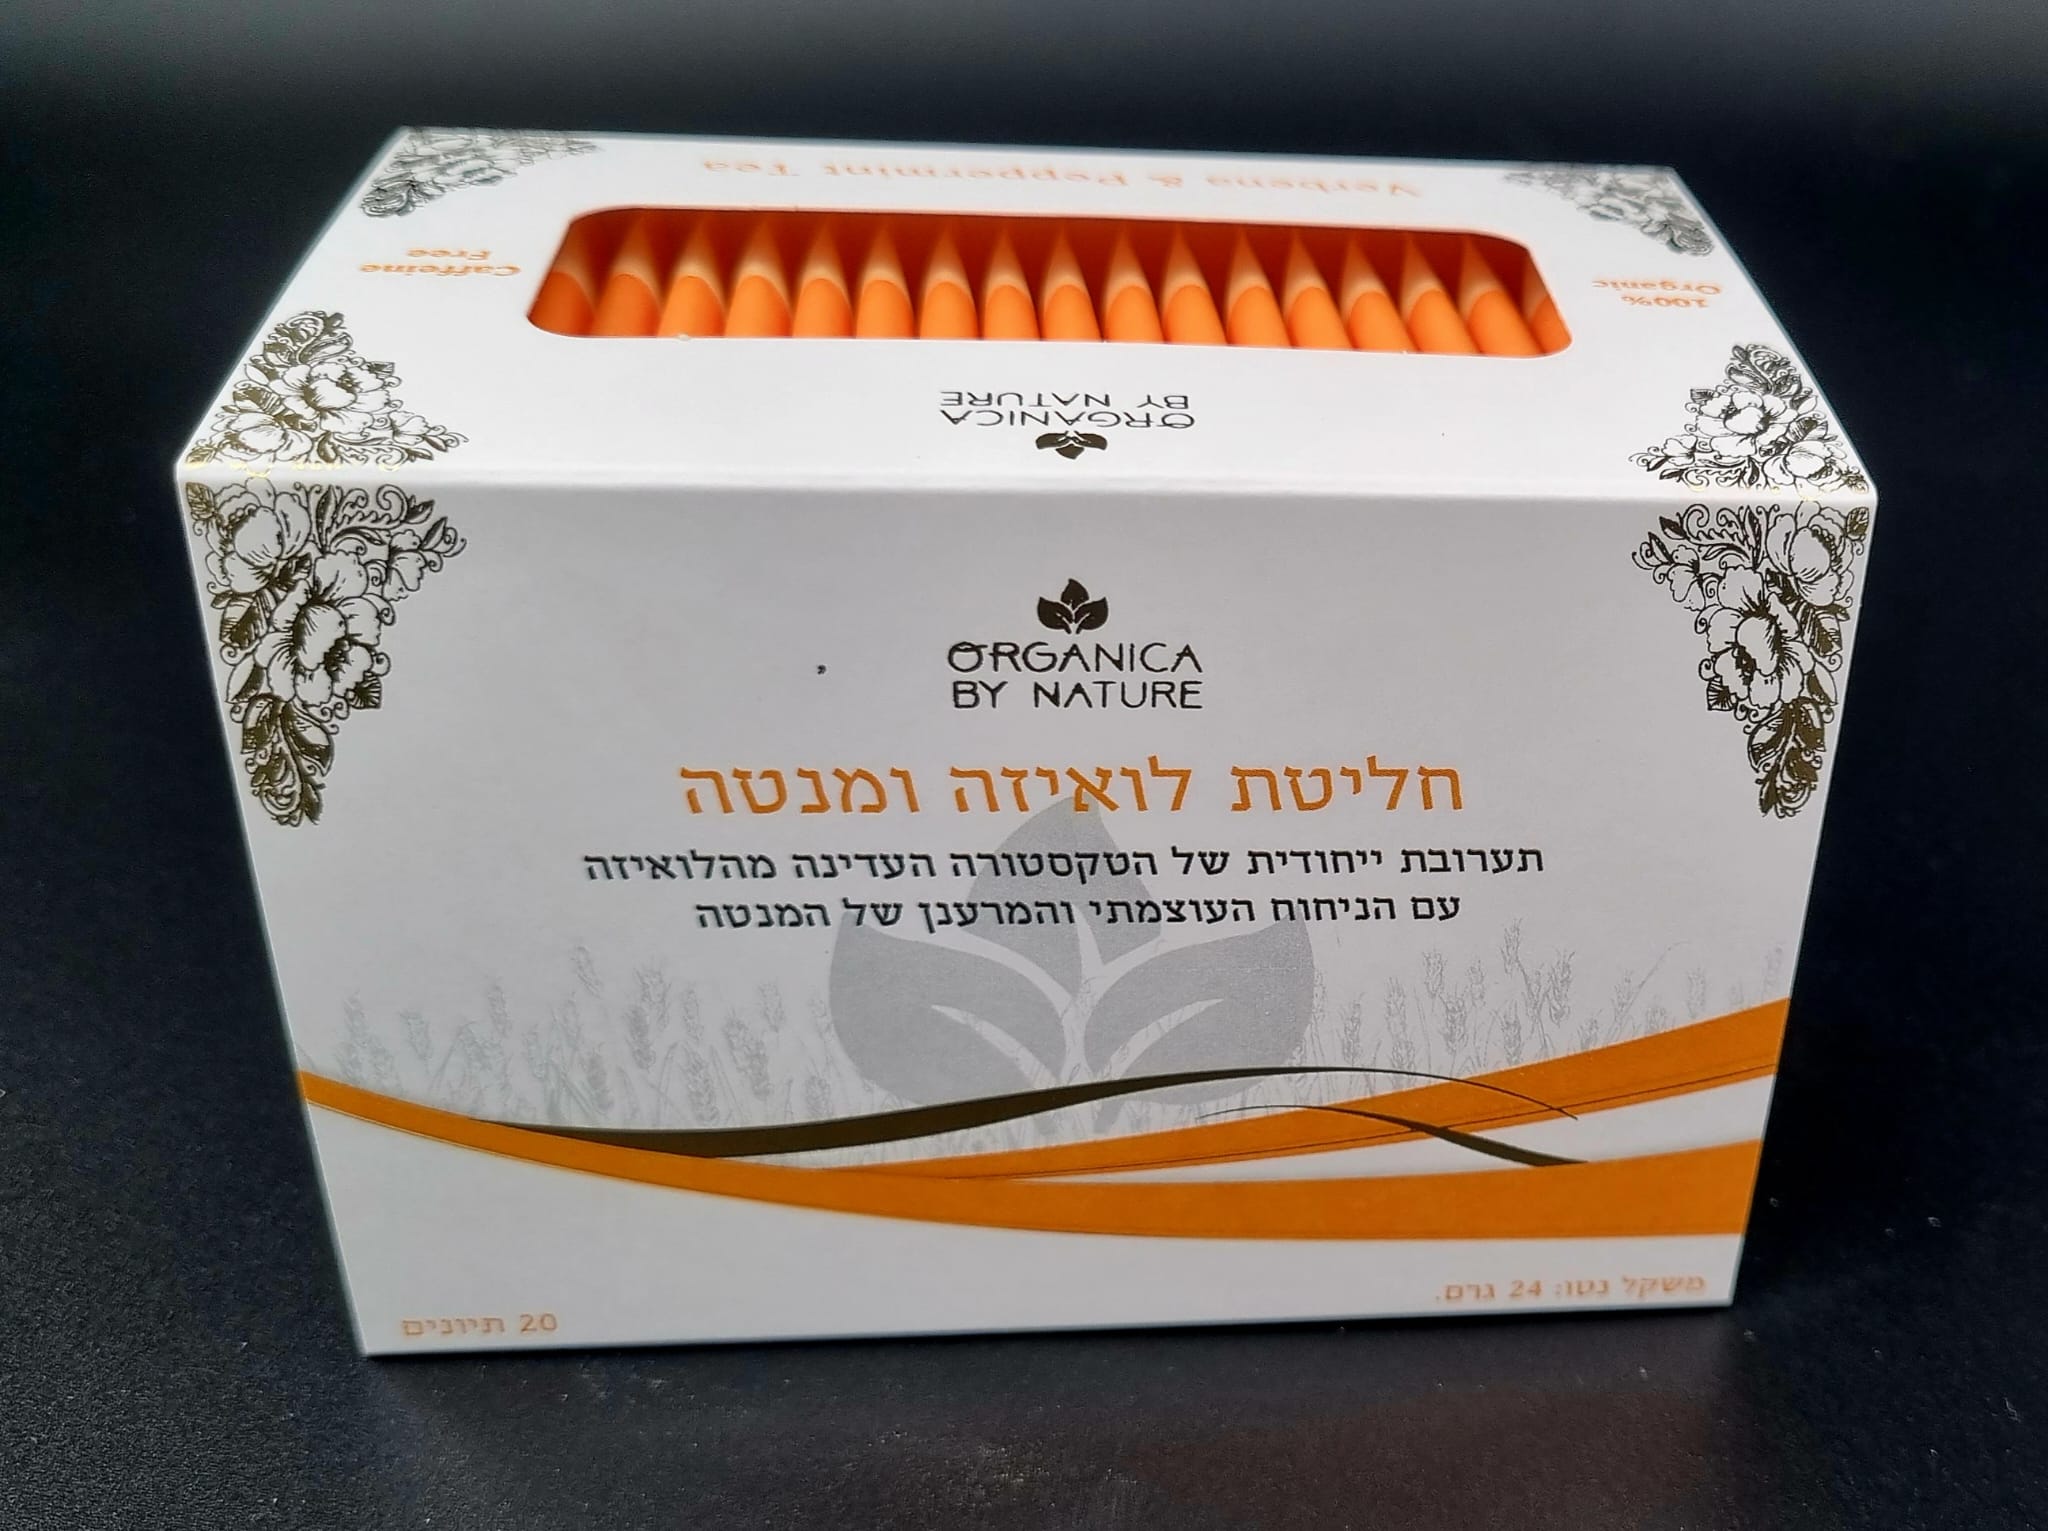 Verbena & Peppermint Tea
Caffeine
Free
100%
Organic
ORGANICA
BY NATURE
ORGANICA
BY NATURE
חליטת לואיזה ומנטה
תערובת ייחודית של הטקסטורה העדינה מהלואיזה
עם הניחוח העוצמתי והמרענן של המנטה
משקל נטו: 24 גרם.
20 תיונים